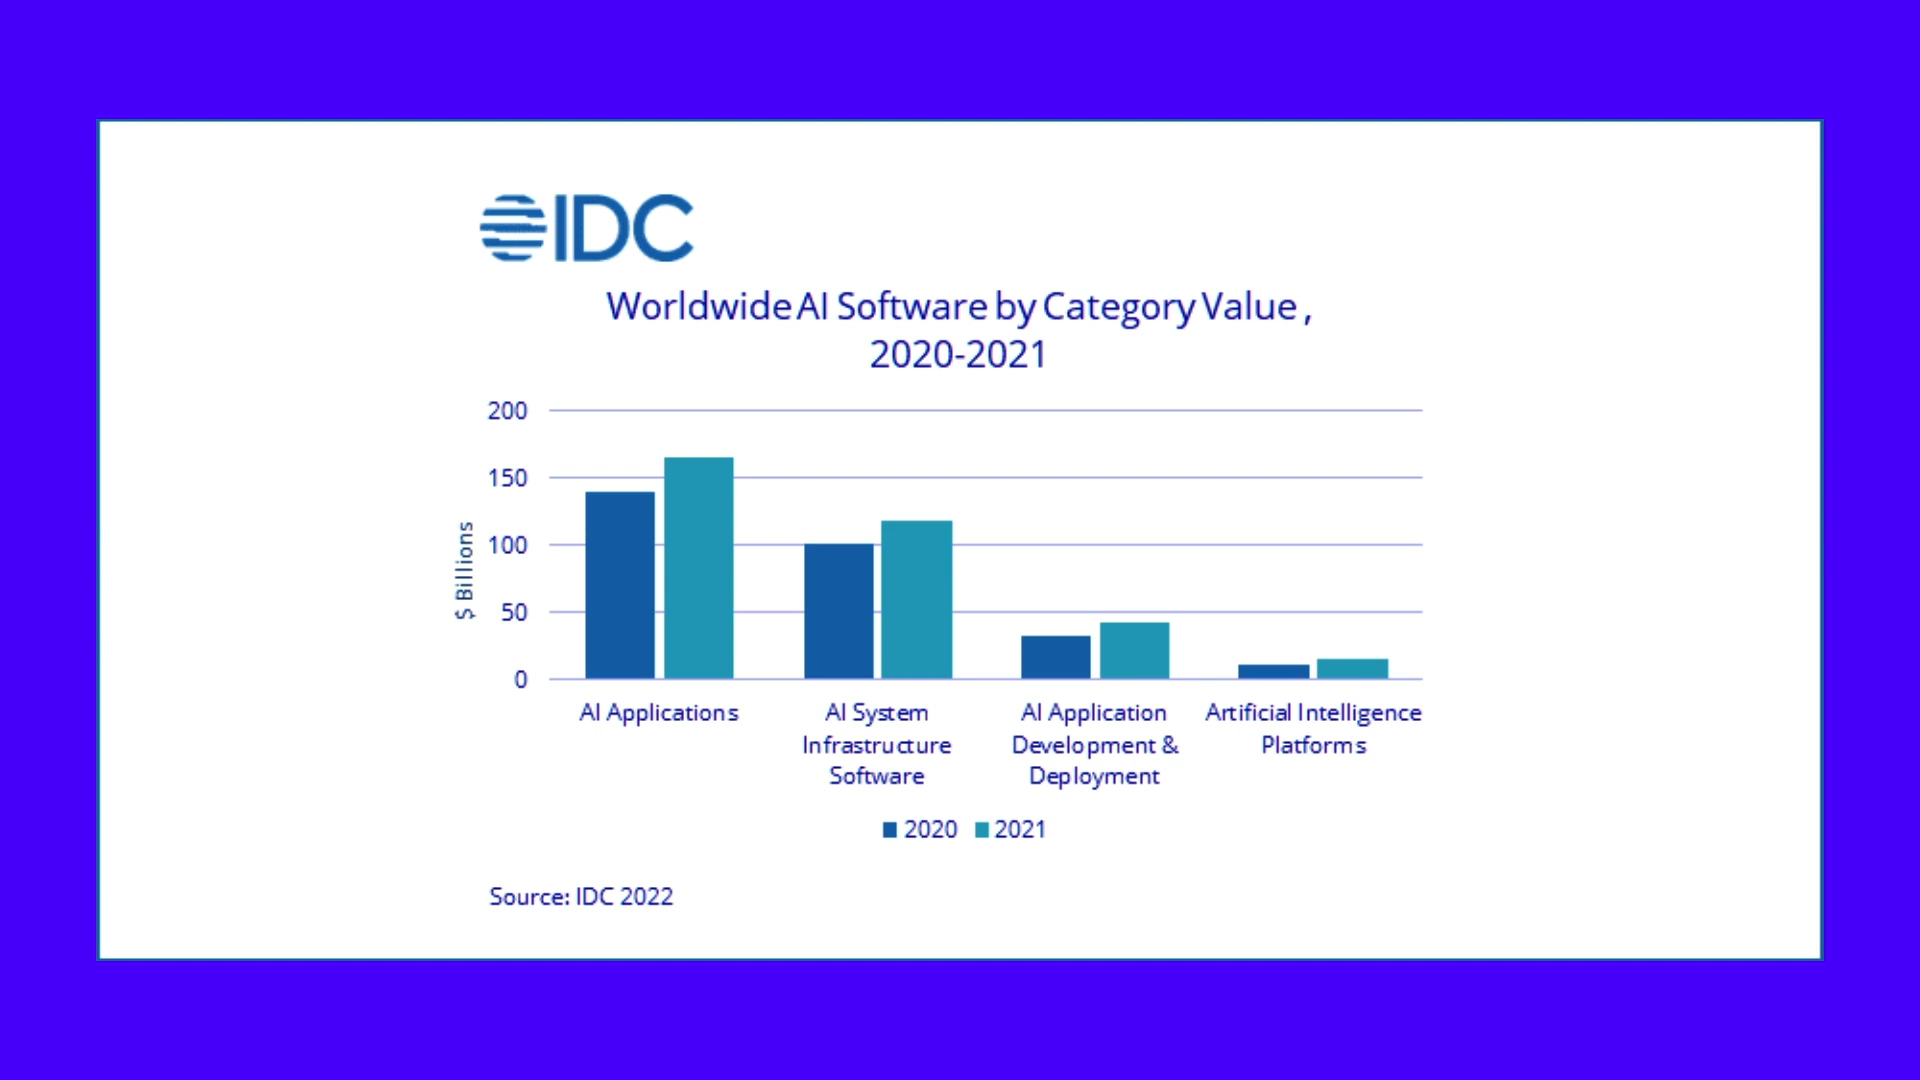 IDC
Worldwide AI Software by Category Value ,
2020-2021
200
150
100
50
0
$ Billions
AI Applications
AI System
Infrastructure
Software
AI Application
Development &
Deployment
Artificial Intelligence
Platforms
2020 2021
Source: IDC 2022